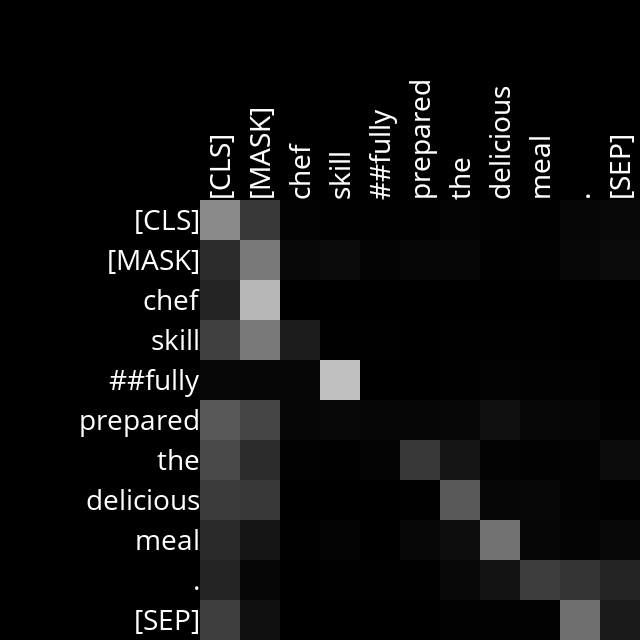 [CLS] [MASK] chef skill ##fully prepared the delicious meal . [SEP]
[CLS]
[MASK]
chef
skill
##fully
prepared
the
delicious
meal
.
[SEP]